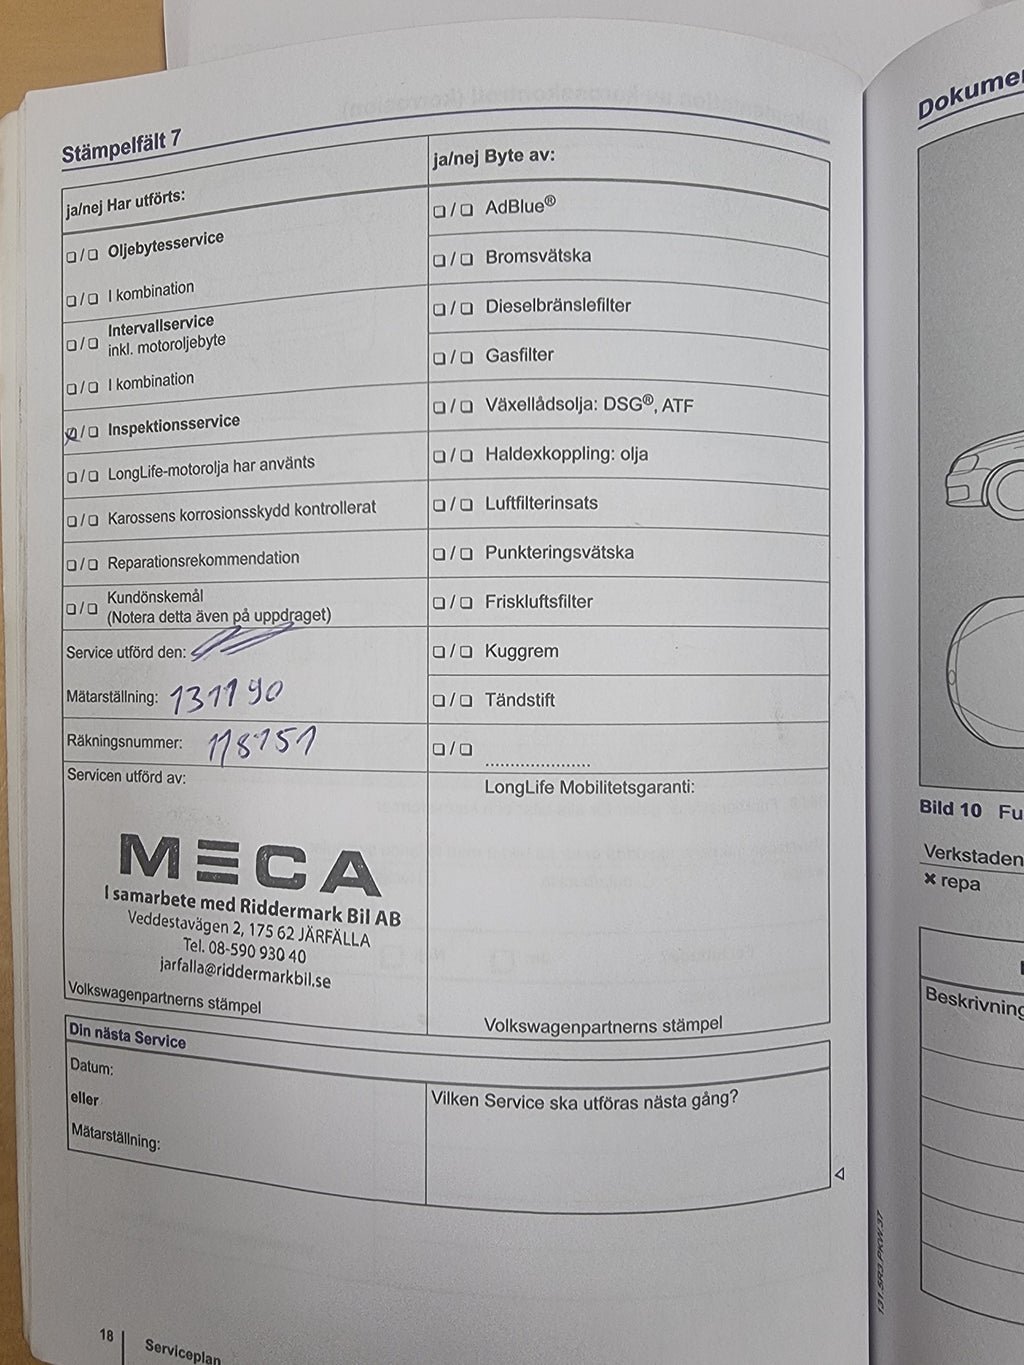 Stämpelfält 7
ja/nej Har utförts:
❑ / ❑ Oljebytesservice
❑ / ❑ I kombination
❑ / ❑ Intervallservice
inkl. motoroljebyte
❑ / ❑ I kombination
☒ / ❑ Inspektionsservice
❑ / ❑ LongLife-motorolja har använts
❑ / ❑ Karossens korrosionsskydd kontrollerat
❑ / ❑ Reparationsrekommendation
❑ / ❑ Kundönskemål
(Notera detta även på uppdraget)
Service utförd den:
Mätarställning: 131190
Räkningsnummer: 118151
Servicen utförd av:
MECA
I samarbete med Riddermark Bil AB
Veddestavägen 2, 175 62 JÄRFÄLLA
Tel. 08-590 930 40
jarfalla@riddermarkbil.se
Volkswagenpartnerns stämpel
ja/nej Byte av:
❑ / ❑ AdBlue®
❑ / ❑ Bromsvätska
❑ / ❑ Dieselbränslefilter
❑ / ❑ Gasfilter
❑ / ❑ Växellådsolja: DSG®, ATF
❑ / ❑ Haldexkoppling: olja
❑ / ❑ Luftfilterinsats
❑ / ❑ Punkteringsvätska
❑ / ❑ Friskluftsfilter
❑ / ❑ Kuggrem
❑ / ❑ Tändstift
❑ / ❑ .....................
LongLife Mobilitetsgaranti:
Volkswagenpartnerns stämpel
Din nästa Service
Datum:
eller
Mätarställning:
Vilken Service ska utföras nästa gång?
18
Serviceplan
131.5R3.PKW.37
Dokumen
Bild 10 Fu
Verkstaden
✖ repa
Beskrivning